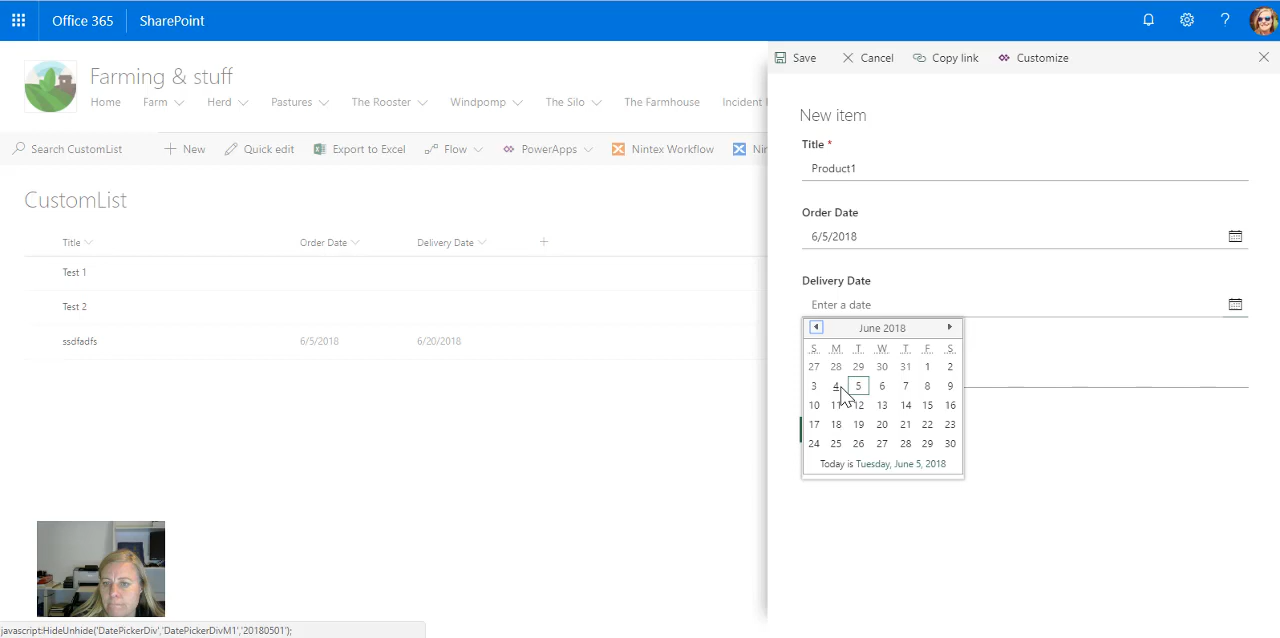 Office 365 SharePoint ?
Farming & stuff
Home Farm Herd Pastures The Rooster Windpomp The Silo The Farmhouse Incident
Search CustomList New Quick edit Export to Excel Flow PowerApps Nintex Workflow Nin
CustomList
Title Order Date Delivery Date +
Test 1
Test 2
ssdfadfs 6/5/2018 6/20/2018
Save Cancel Copy link Customize
New item
Title *
Product1
Order Date
6/5/2018
Delivery Date
Enter a date
June 2018
S M T W T F S
27 28 29 30 31 1 2
3 4 5 6 7 8 9
10 11 12 13 14 15 16
17 18 19 20 21 22 23
24 25 26 27 28 29 30
Today is Tuesday, June 5, 2018
javascript:HideUnhide('DatePickerDiv','DatePickerDivM1','20180501');